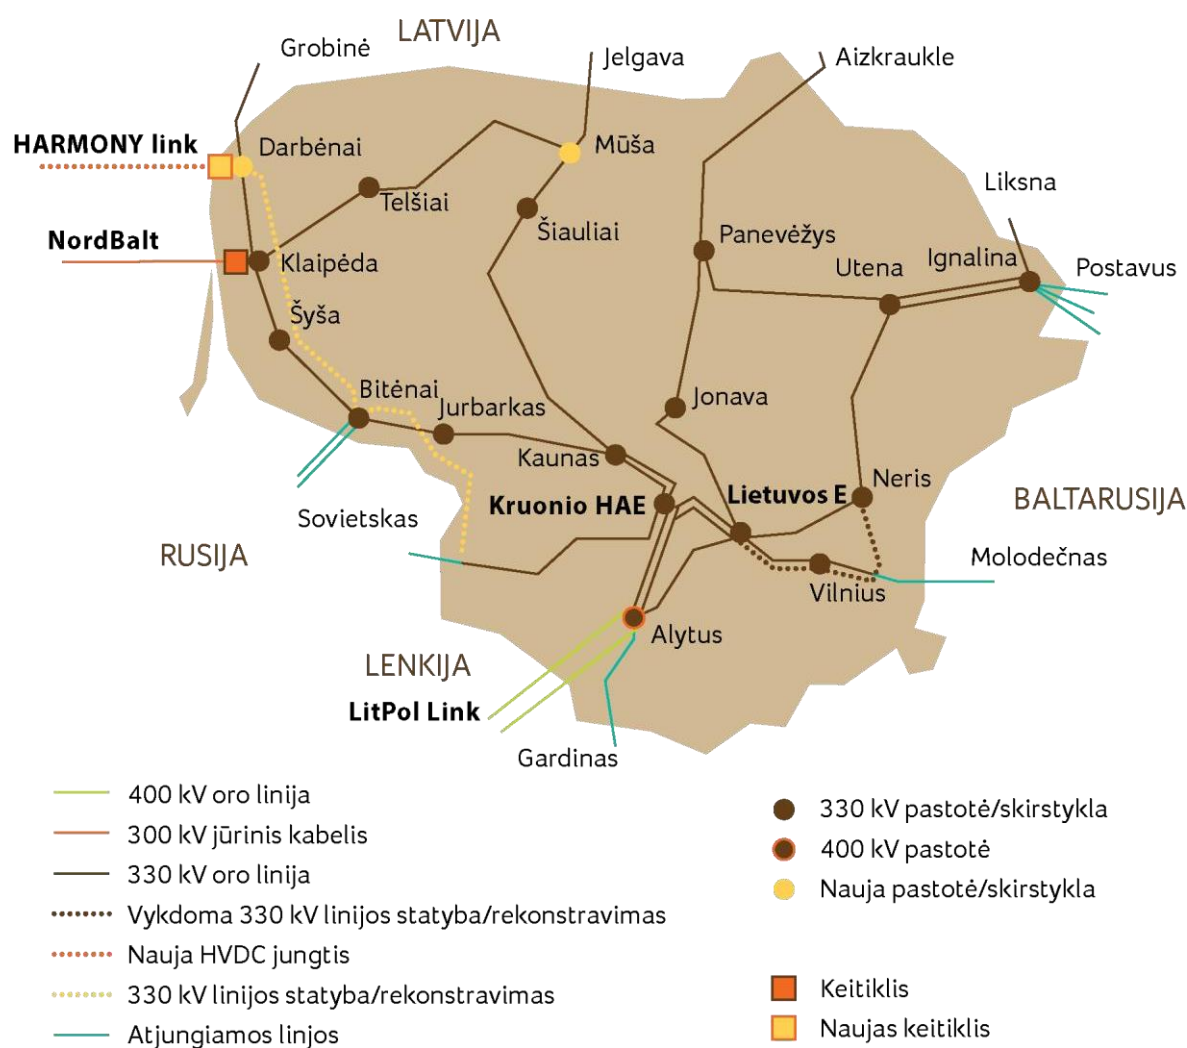 LATVIJA
Grobinė
Jelgava
Aizkraukle
HARMONY link
Darbėnai
Mūša
Telšiai
Liksna
Šiauliai
NordBalt
Klaipėda
Panevėžys
Utena
Ignalina
Postavus
Šyša
Bitėnai
Jurbarkas
Jonava
Kaunas
Kruonio HAE
Lietuvos E
Neris
BALTARUSIJA
Sovietskas
RUSIJA
Molodečnas
Vilnius
Alytus
LENKIJA
LitPol Link
Gardinas
400 kV oro linija
300 kV jūrinis kabelis
330 kV oro linija
Vykdoma 330 kV linijos statyba/rekonstravimas
Nauja HVDC jungtis
330 kV linijos statyba/rekonstravimas
Atjungiamos linjos
330 kV pastotė/skirstykla
400 kV pastotė
Nauja pastotė/skirstykla
Keitiklis
Naujas keitiklis